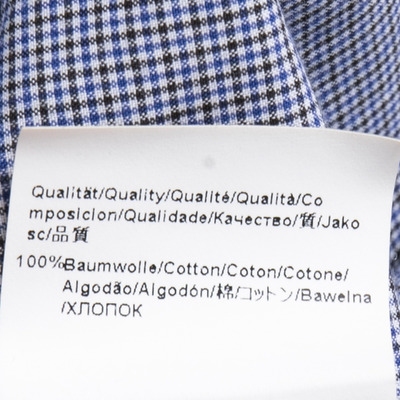 Qualität/Quality/Qualité/Qualità/Co
mposicion/Qualidade/Качество/質/Jako
sc/品質
100% Baumwolle/Cotton/Coton/Cotone/
Algodão/Algodón/棉/コットン/Bawelna
/ХЛОПОК